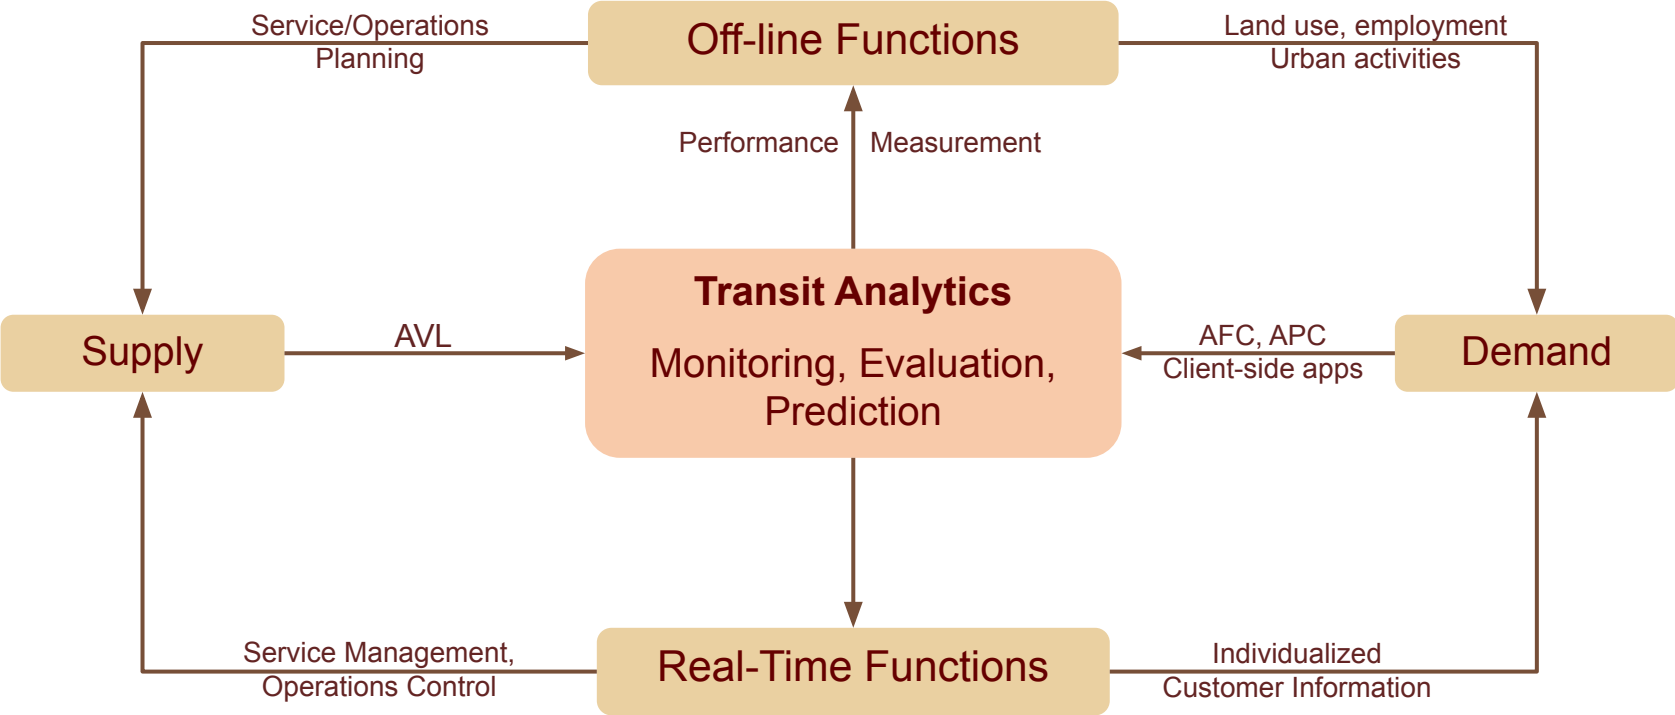 Service/Operations
Planning
Off-line Functions
Land use, employment
Urban activities
Performance Measurement
Transit Analytics
Monitoring, Evaluation,
Prediction
Supply
AVL
AFC, APC
Client-side apps
Demand
Service Management,
Operations Control
Real-Time Functions
Individualized
Customer Information